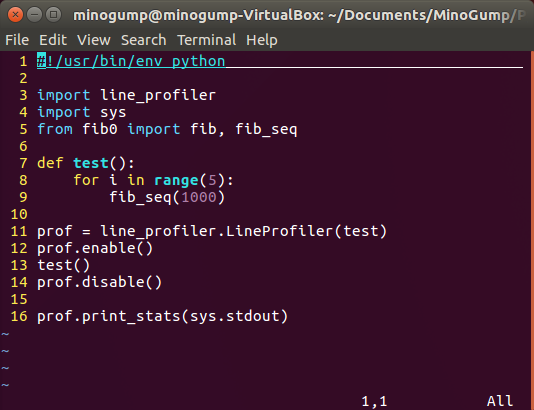 minogump@minogump-VirtualBox: ~/Documents/MinoGump/P
File Edit View Search Terminal Help
1 #!/usr/bin/env python
2
3 import line_profiler
4 import sys
5 from fib0 import fib, fib_seq
6
7 def test():
8     for i in range(5):
9         fib_seq(1000)
10
11 prof = line_profiler.LineProfiler(test)
12 prof.enable()
13 test()
14 prof.disable()
15
16 prof.print_stats(sys.stdout)
~
~
~
~
1,1 All